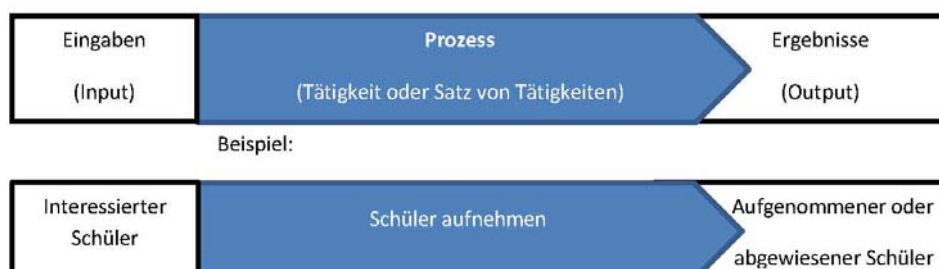 Eingaben
(Input)
Prozess
(Tätigkeit oder Satz von Tätigkeiten)
Ergebnisse
(Output)
Beispiel:
Interessierter
Schüler
Schüler aufnehmen
Aufgenommener oder
abgewiesener Schüler